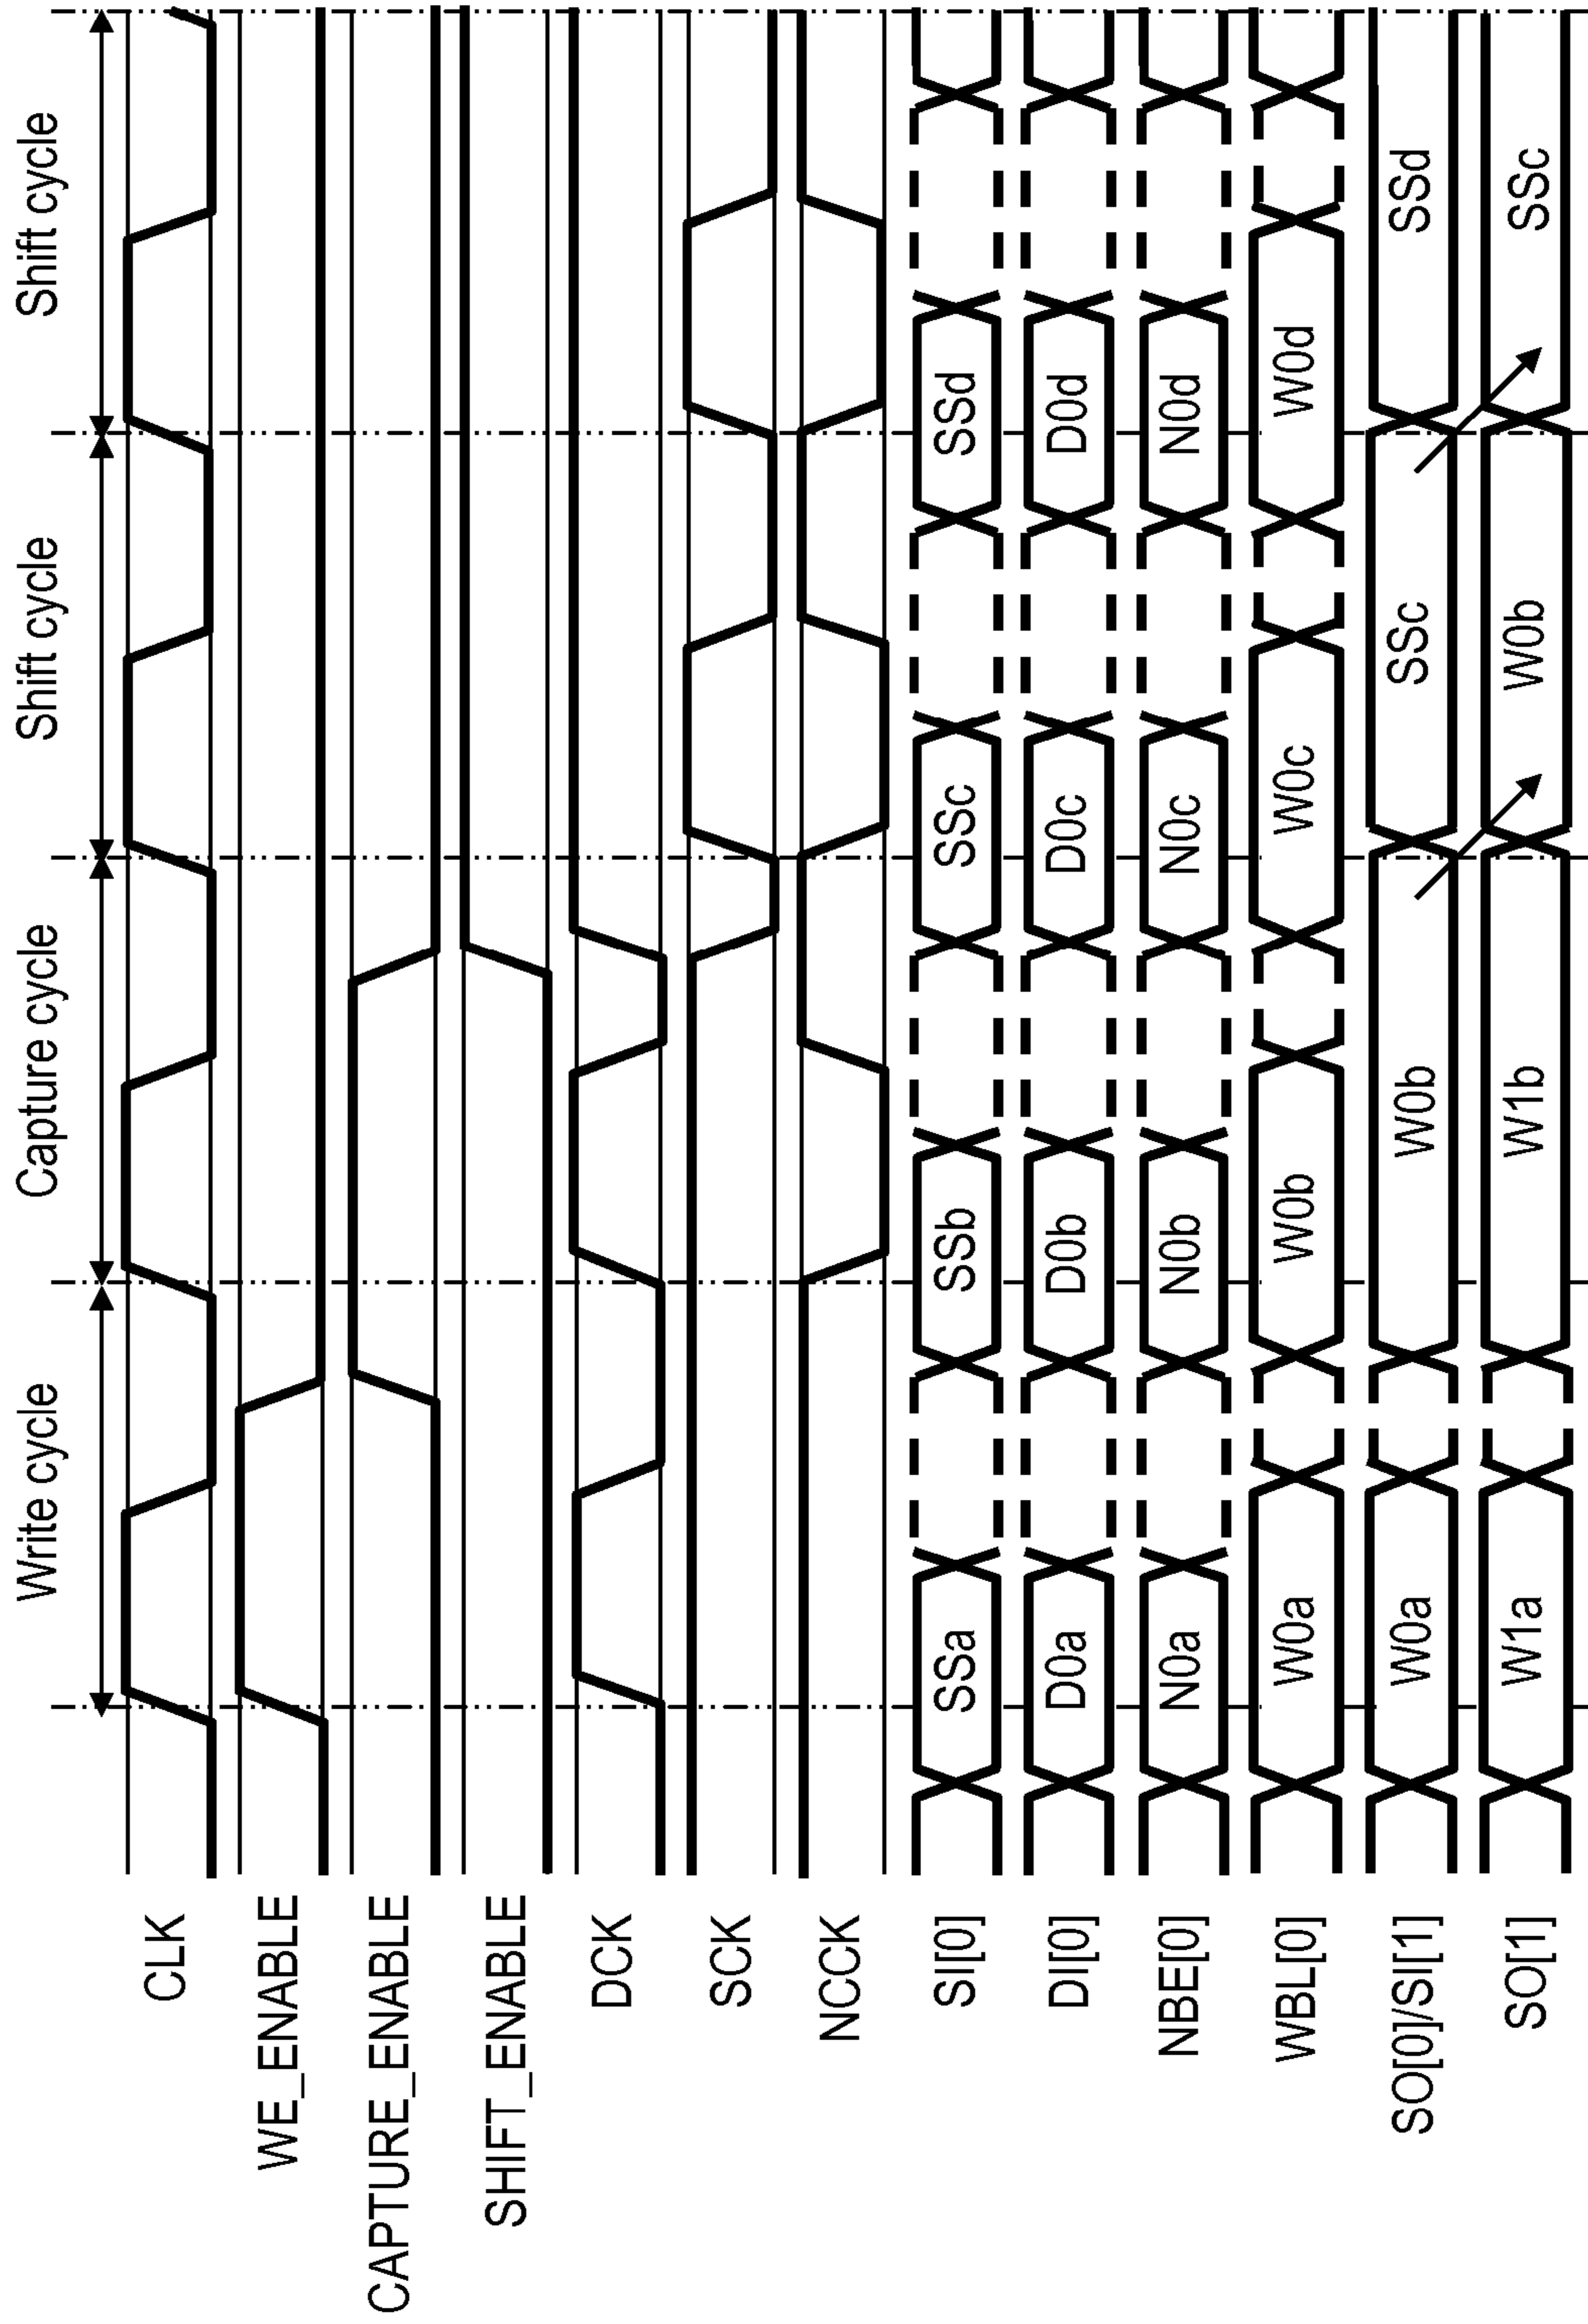 Write cycle Capture cycle Shift cycle Shift cycle
CLK
WE_ENABLE
CAPTURE_ENABLE
SHIFT_ENABLE
DCK
SCK
NCCK
SI[0] SSa SSb SSc SSd
DI[0] D0a D0b D0c D0d
NBE[0] N0a N0b N0c N0d
WBL[0] W0a W0b W0c W0d
SO[0]/SI[1] W0a W0b SSc SSd
SO[1] W1a W1b W0b SSc